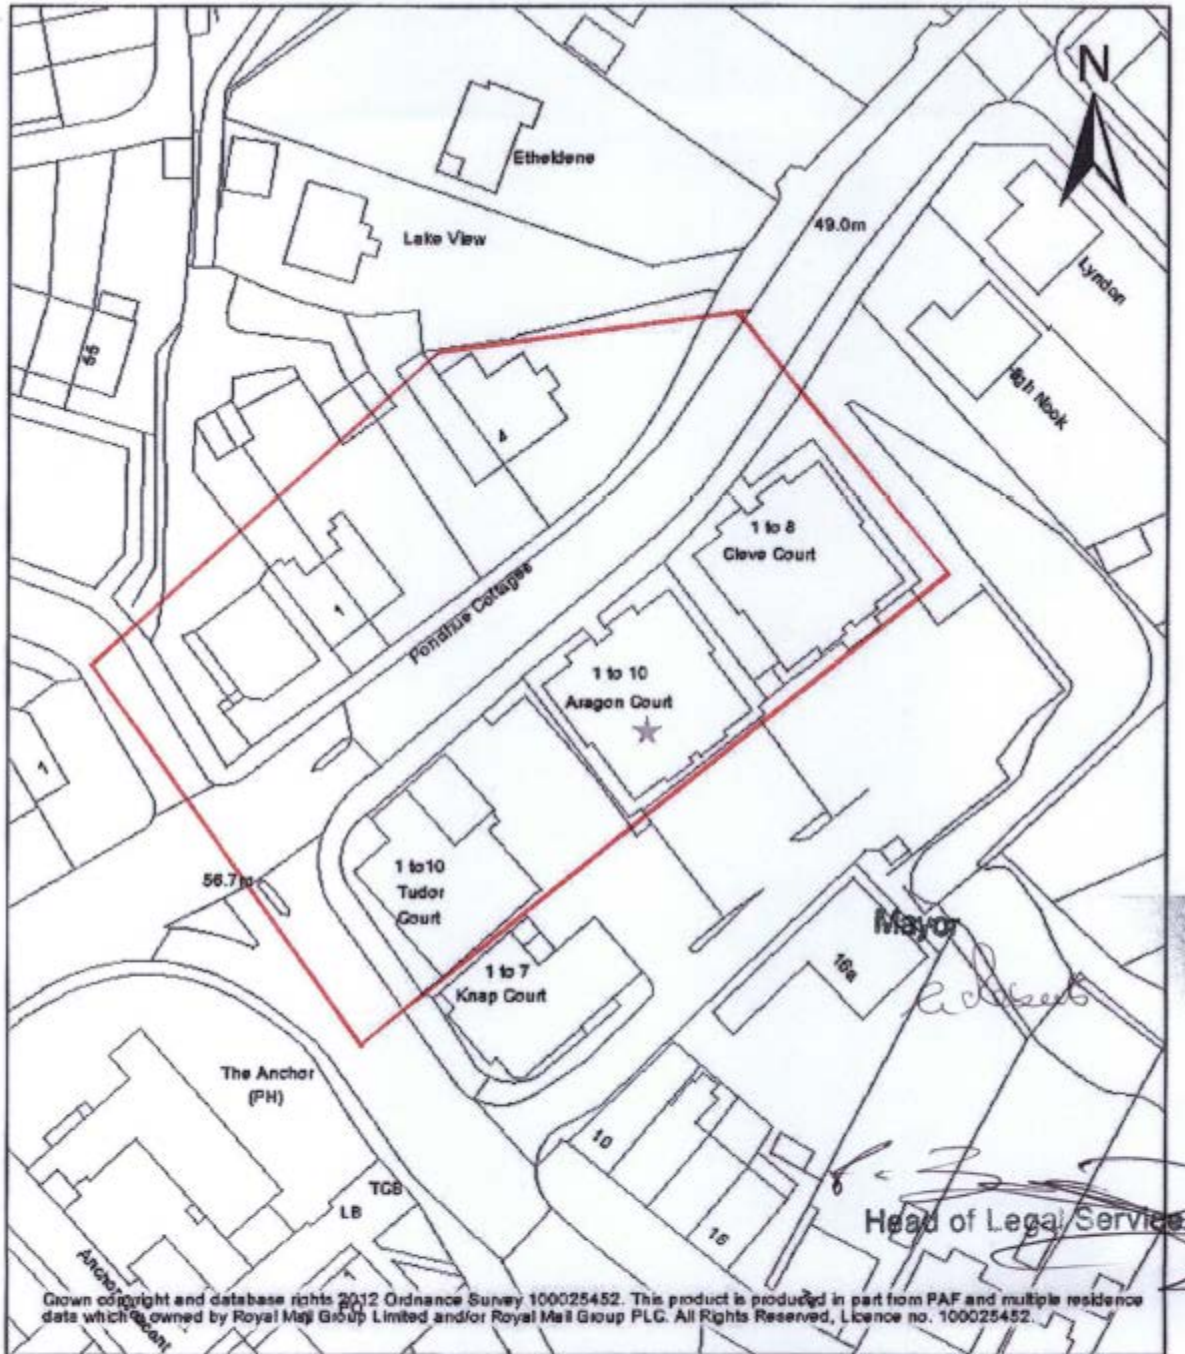 N
Etheldene
Lake View
49.0m
Lyndon
High Nook
55
4
1 to 8
Cleve Court
1
Pondhue Cottages
1 to 10
Aragon Court
1
1 to10
Tudor
Court
56.7m
Mayor
16a
1 to 7
Knap Court
The Anchor
(PH)
10
TCB
LB
16
Head of Legal Service
Anchor Crescent
PO
Crown copyright and database rights 2012 Ordnance Survey 100025452. This product is produced in part from PAF and multiple residence
data which is owned by Royal Mail Group Limited and/or Royal Mail Group PLC. All Rights Reserved, Licence no. 100025452.